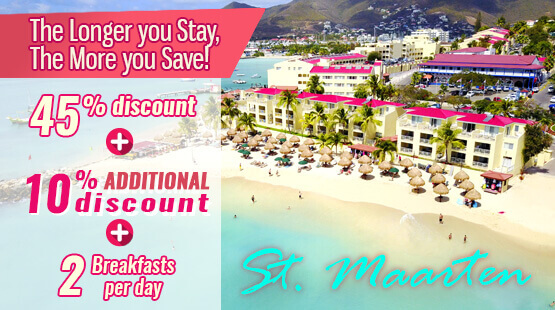 The Longer you Stay,
The More you Save!
45% discount
+
10% ADDITIONAL
discount
+
2 Breakfasts
per day
St. Maarten